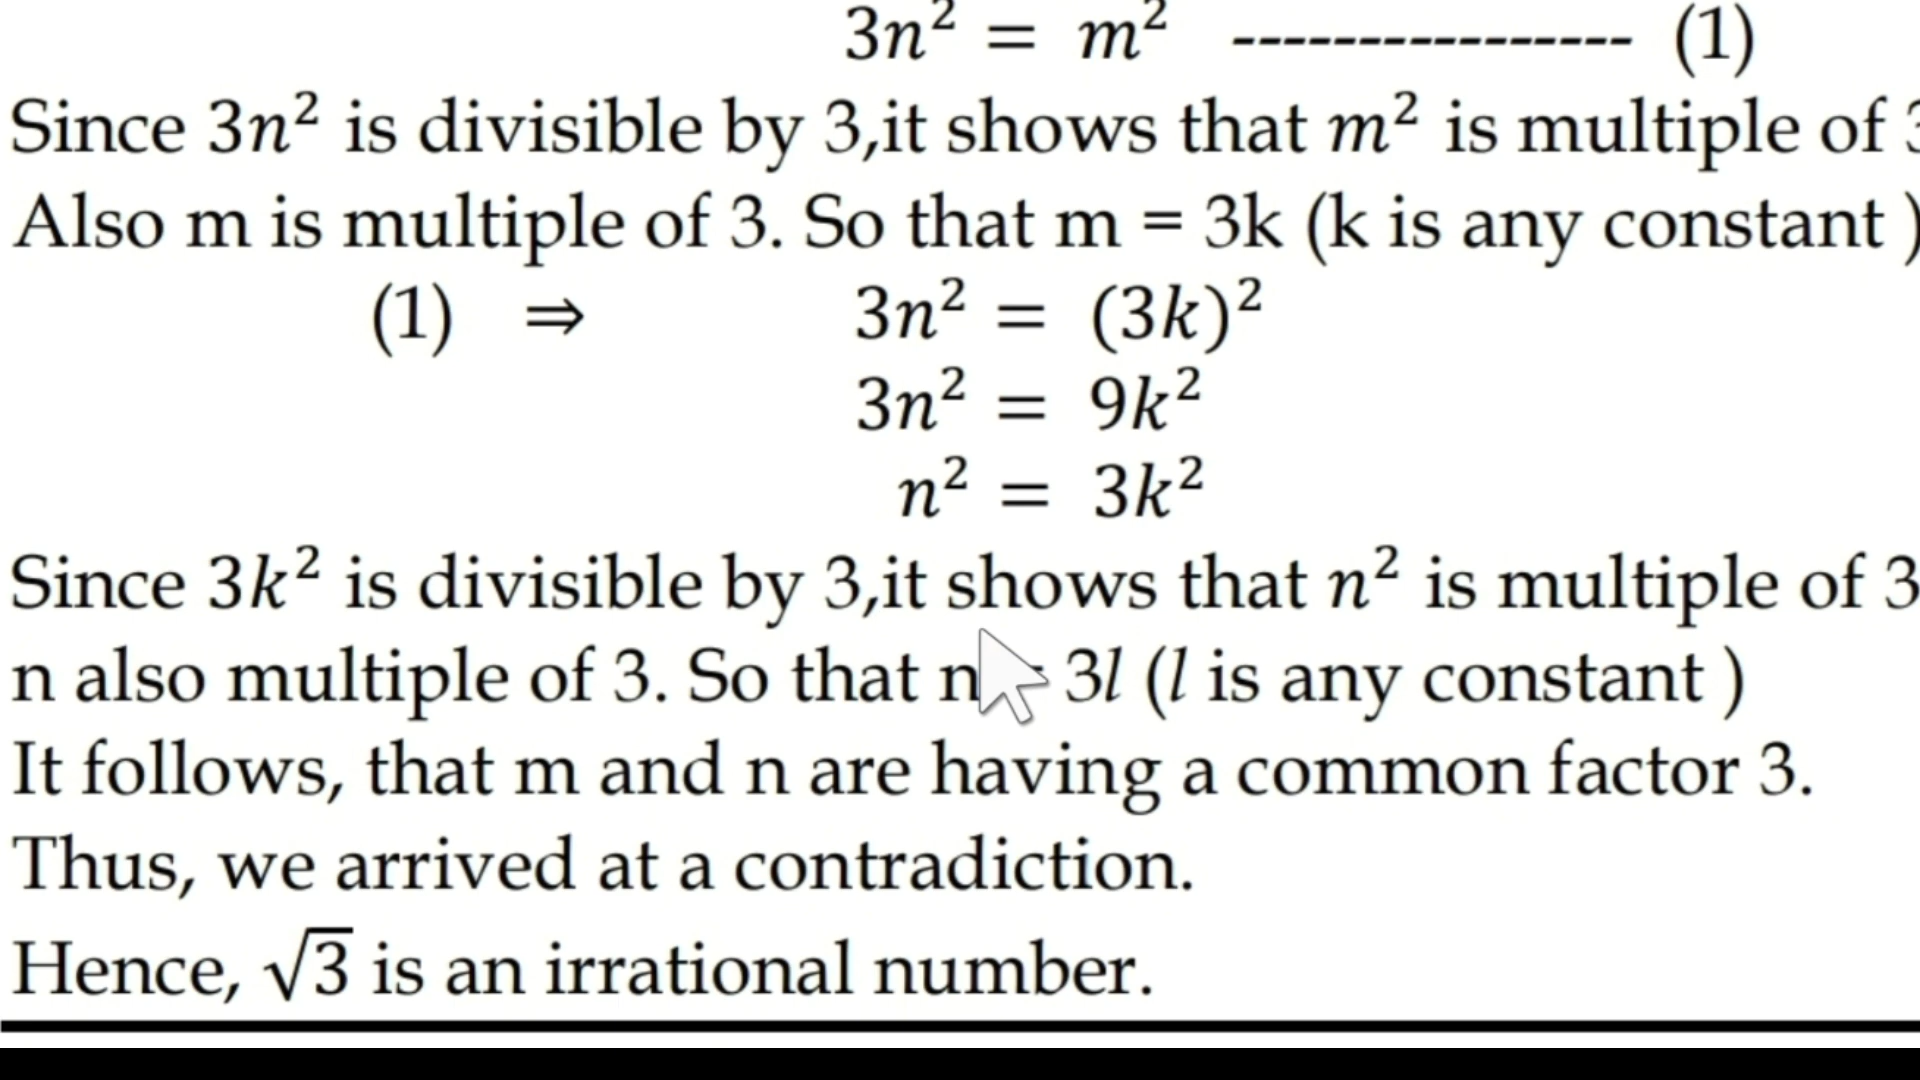 3n² = m² ---------------- (1)
Since 3n² is divisible by 3,it shows that m² is multiple of 3
Also m is multiple of 3. So that m = 3k (k is any constant )
(1) ⇒ 3n² = (3k)²
3n² = 9k²
n² = 3k²
Since 3k² is divisible by 3,it shows that n² is multiple of 3
n also multiple of 3. So that n = 3l (l is any constant )
It follows, that m and n are having a common factor 3.
Thus, we arrived at a contradiction.
Hence, √3 is an irrational number.